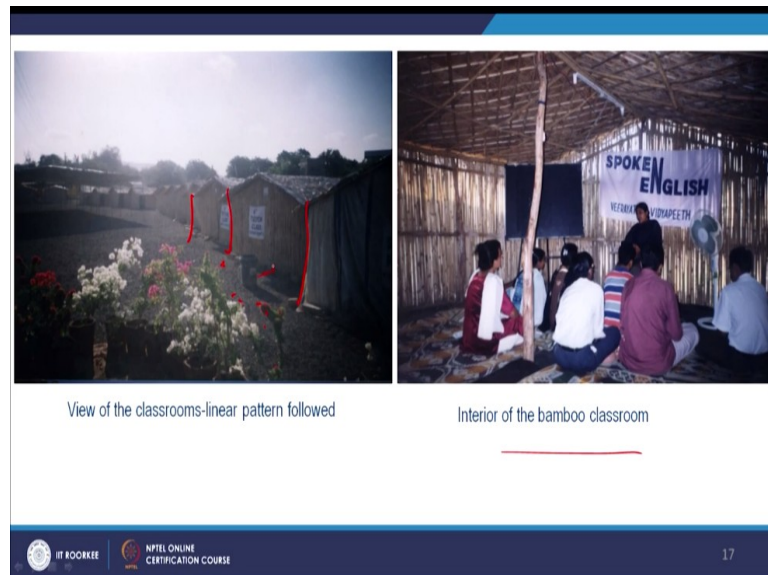 SPOKEN
ENGLISH
VIDYAPEETH
View of the classrooms-linear pattern followed
Interior of the bamboo classroom
IIT ROORKEE
NPTEL ONLINE
CERTIFICATION COURSE
17